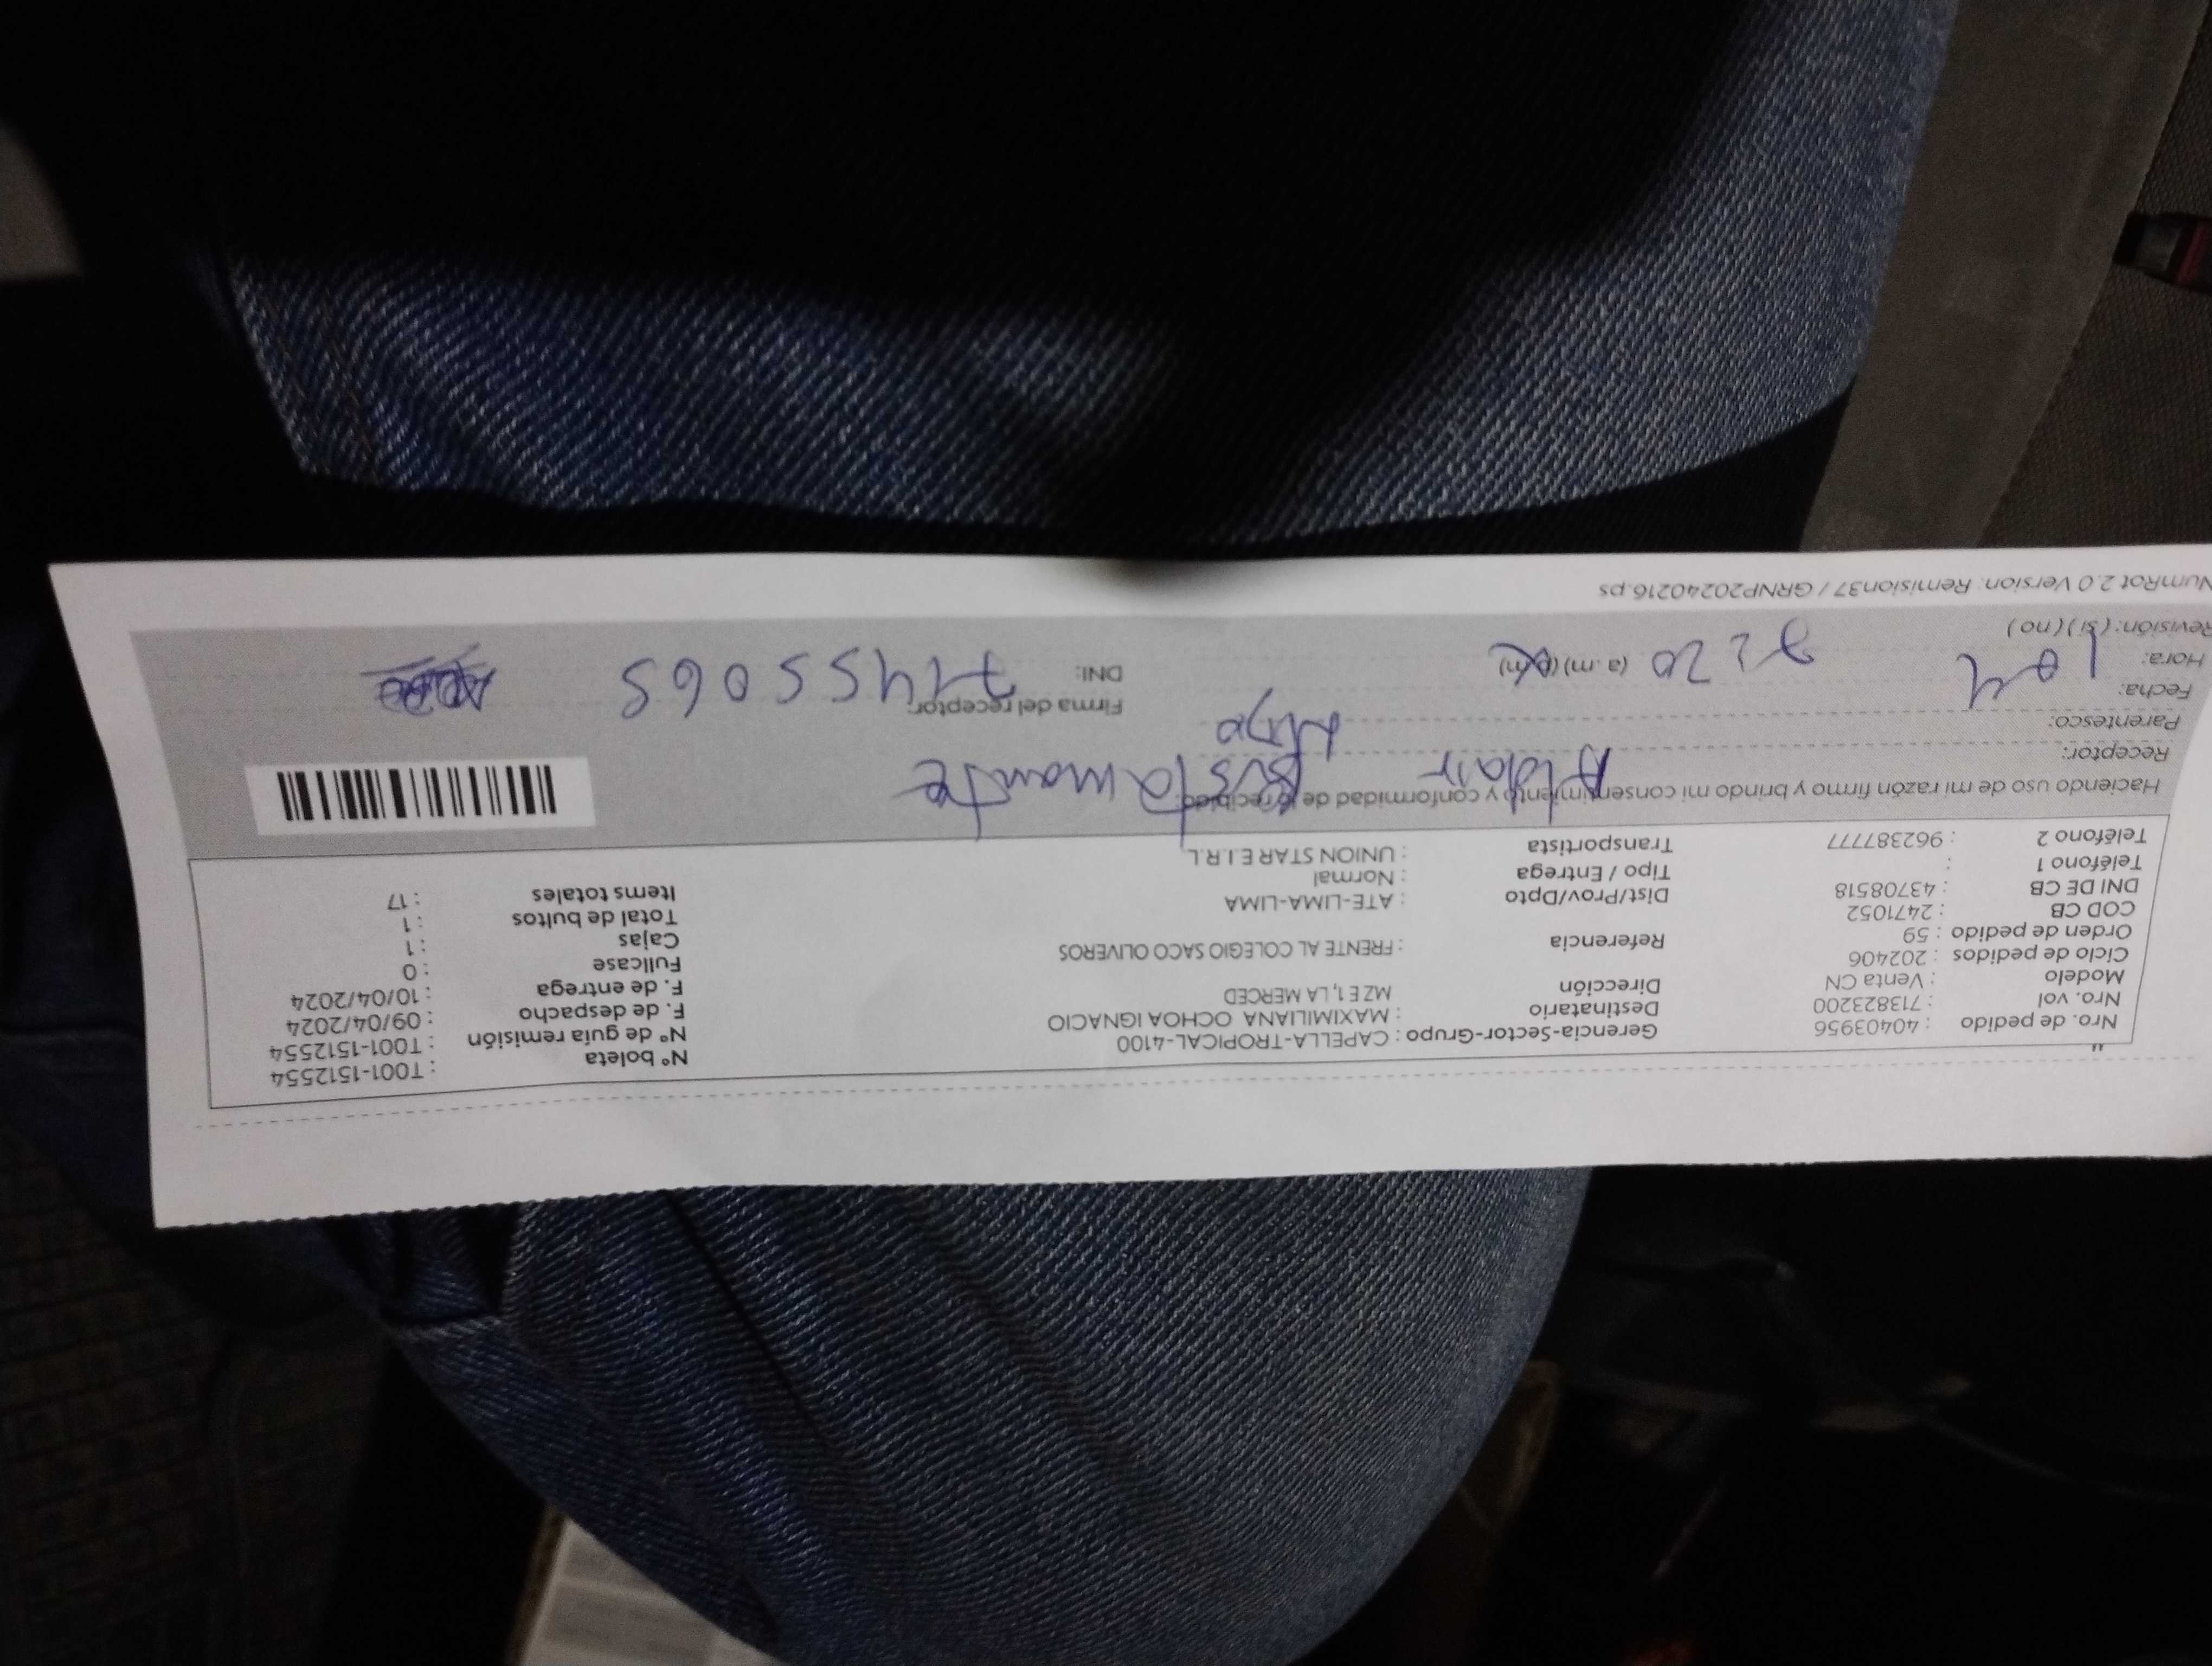 Nro. de pedido : 40403956 Gerencia-Sector-Grupo : CAPELLA-TROPICAL-4100 N° boleta : T001-1512554
Nro. vol : 713823200 Destinatario : MAXIMILIANA OCHOA IGNACIO N° de guía remisión : T001-1512554
Modelo : Venta CN Dirección MZ E 1, LA MERCED F. de despacho : 09/04/2024
Ciclo de pedidos : 202406 F. de entrega : 10/04/2024
Orden de pedido : 59 Referencia : FRENTE AL COLEGIO SACO OLIVEROS Fullcase : 0
COD CB : 2471052 Cajas : 1
DNI DE CB : 43708518 Dist/Prov/Dpto : ATE-LIMA-LIMA Total de bultos : 1
Teléfono 1 : Tipo / Entrega : Normal Items totales : 17
Teléfono 2 : 962387777 Transportista : UNION STAR E.I.R.L.
Haciendo uso de mi razón firmo y brindo mi consentimiento y conformidad de lo recibido.
Receptor: Aldair Bustamante
Parentesco: Hijo
Fecha: 10 4 Firma del receptor:
Hora: 7:20 (a.m) (p.m) DNI: 71455065
Revisión: (si) (no)
NumRot 2.0 Version: Remision37 / GRNP20240216.ps